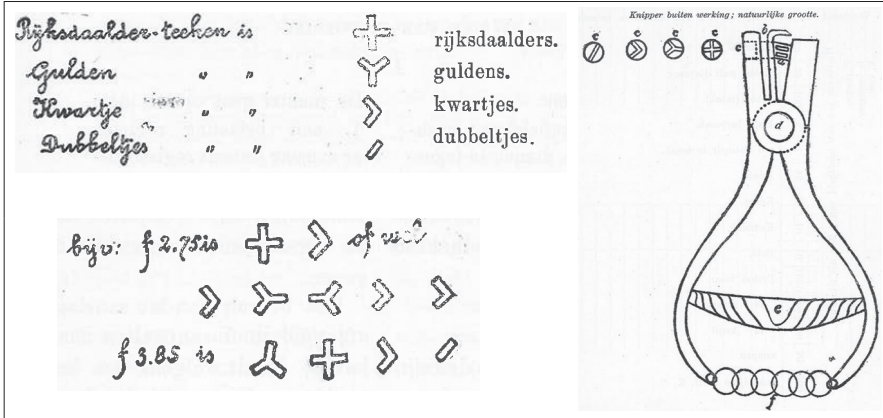 Rijksdaalder-teeken is rijksdaalders.
Gulden „ „ guldens.
Kwartje „ „ kwartjes.
Dubbeltjes „ „ dubbeltjes.
bijv: f 2.75 is of
f 3.85 is
Knipper buiten werking; natuurlijke grootte.
c c c c
b
c
d
e
f